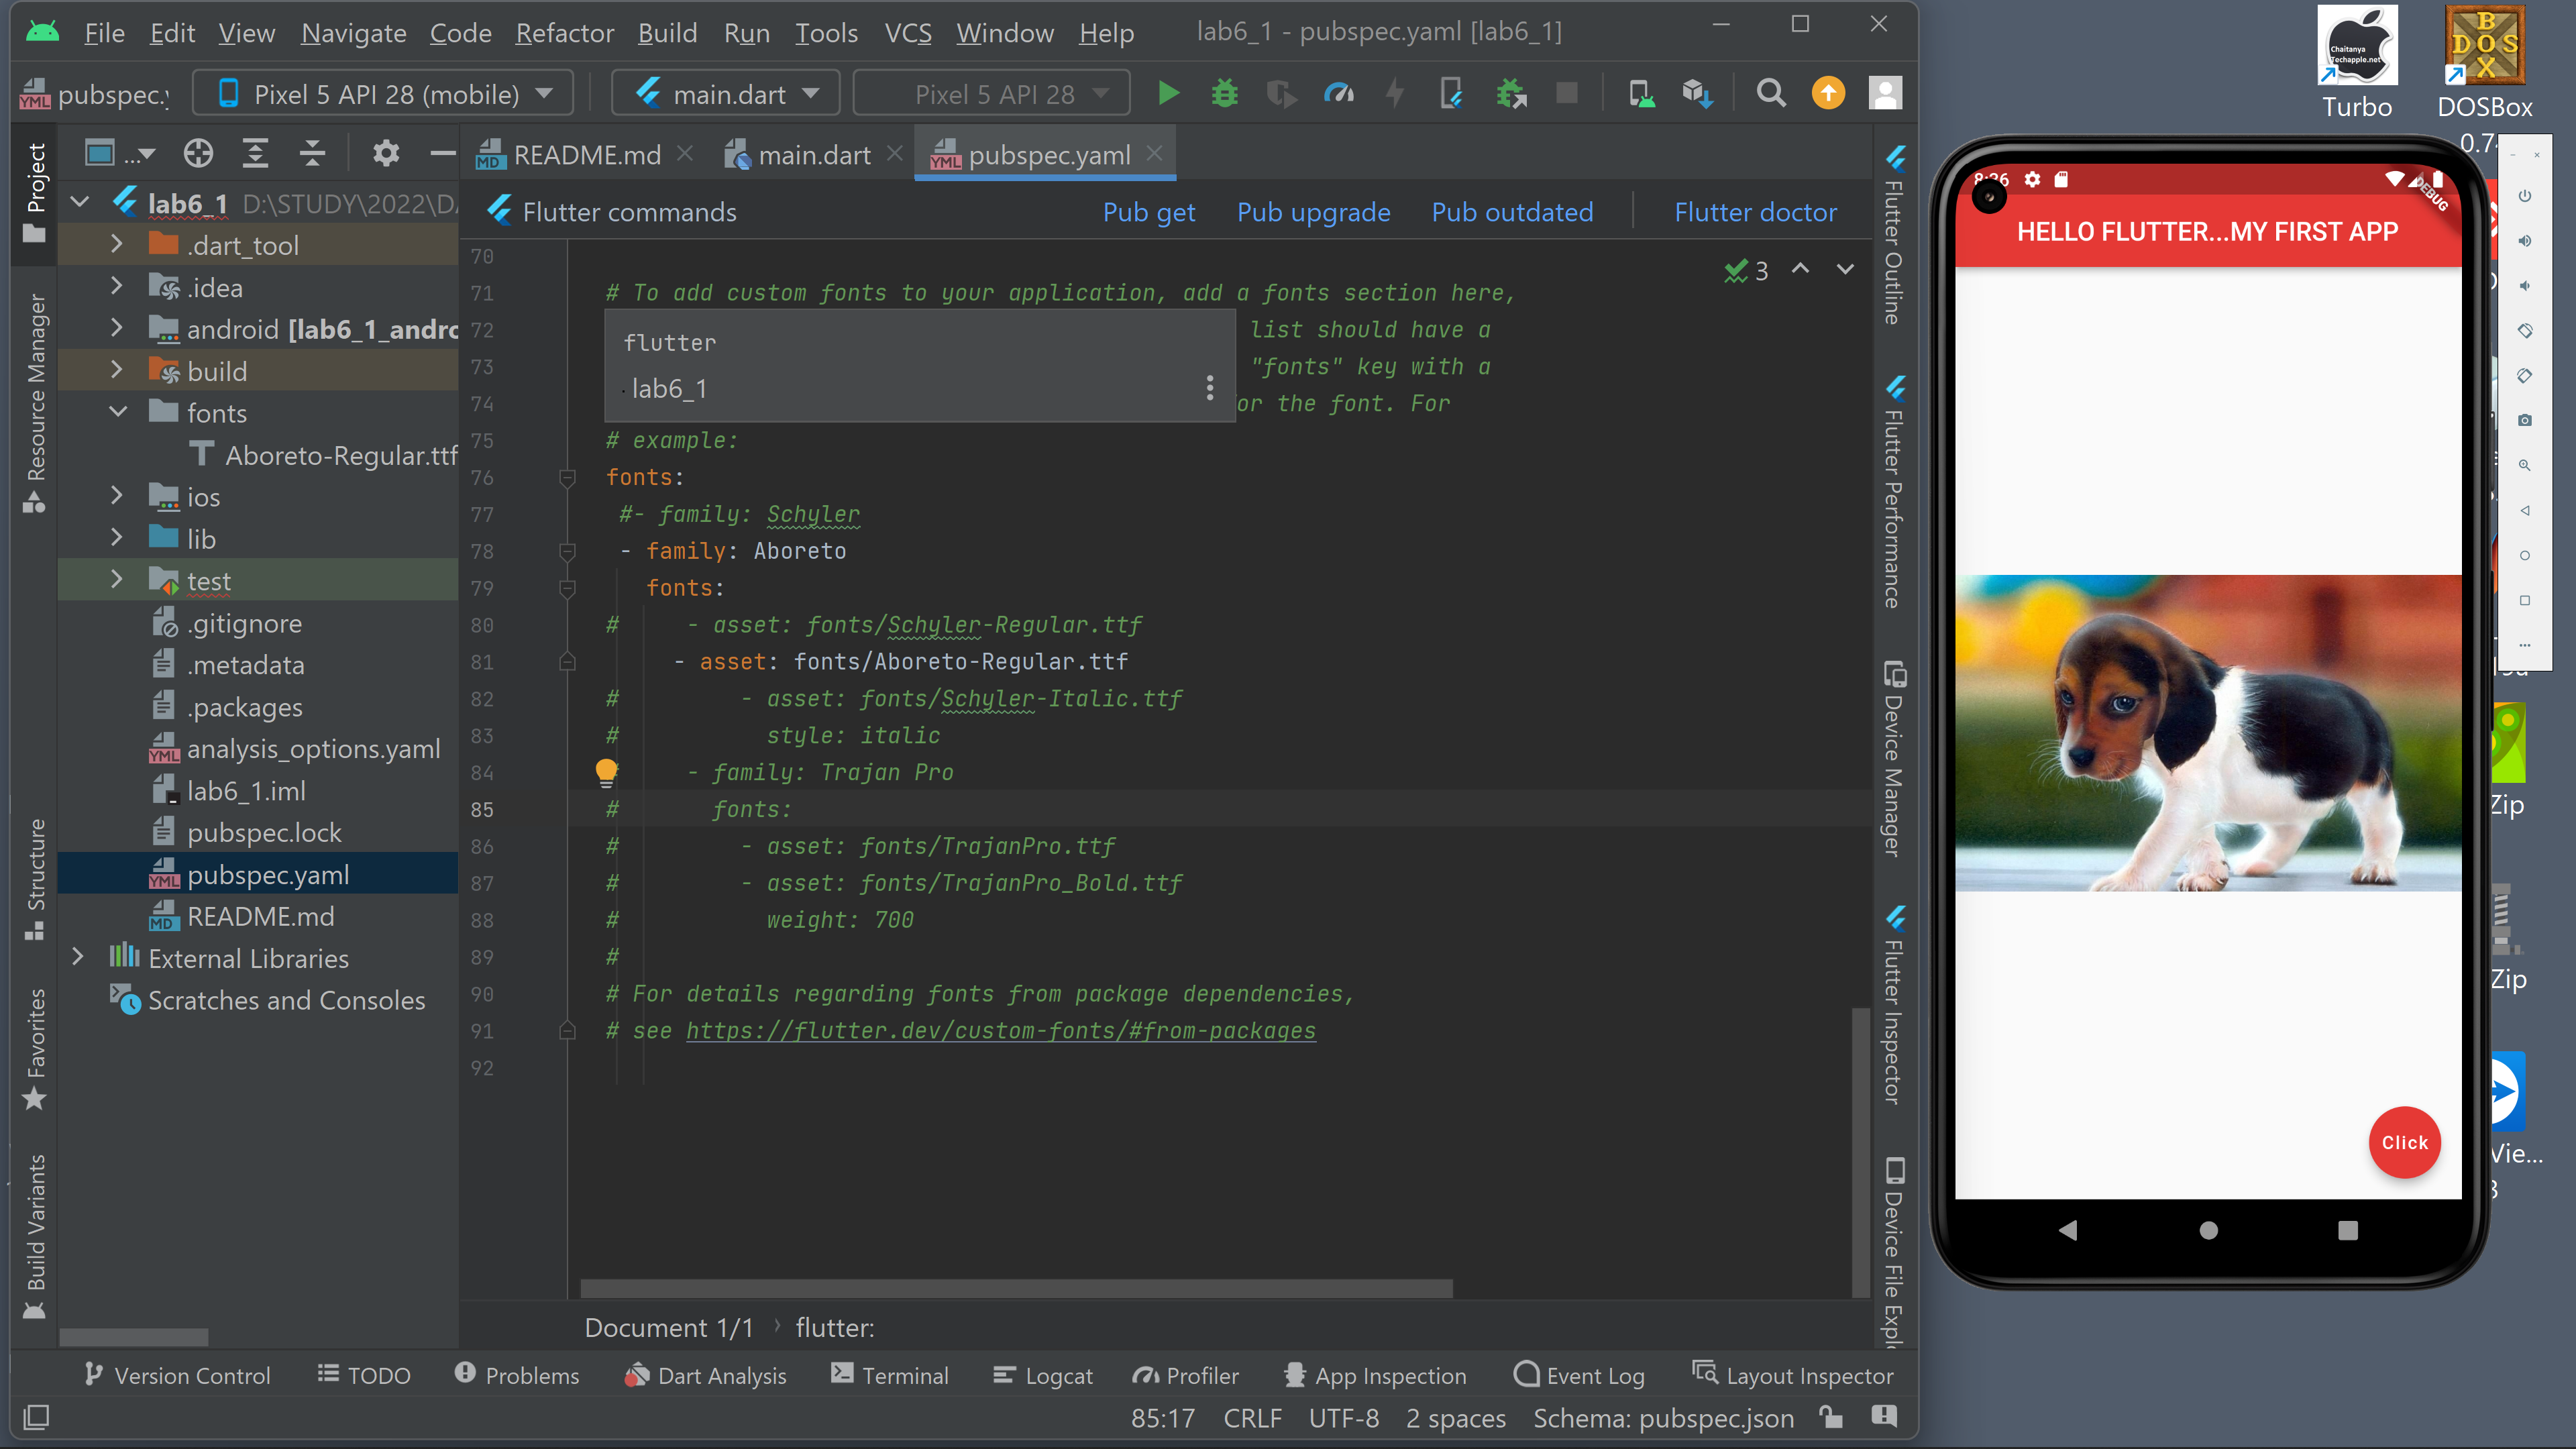 File Edit View Navigate Code Refactor Build Run Tools VCS Window Help lab6_1 - pubspec.yaml [lab6_1]
pubspec.y Pixel 5 API 28 (mobile) main.dart Pixel 5 API 28
... README.md main.dart pubspec.yaml
Flutter commands Pub get Pub upgrade Pub outdated Flutter doctor
Project
Resource Manager
Structure
Favorites
Build Variants
lab6_1 D:\STUDY\2022\DA
.dart_tool
.idea
android [lab6_1_andro
build
fonts
Aboreto-Regular.ttf
ios
lib
test
.gitignore
.metadata
.packages
analysis_options.yaml
lab6_1.iml
pubspec.lock
pubspec.yaml
README.md
External Libraries
Scratches and Consoles
3
70
71 # To add custom fonts to your application, add a fonts section here,
72 list should have a
73 "fonts" key with a
74 or the font. For
flutter
· lab6_1
75 # example:
76 fonts:
77 #- family: Schyler
78 - family: Aboreto
79 fonts:
80 # - asset: fonts/Schyler-Regular.ttf
81 - asset: fonts/Aboreto-Regular.ttf
82 # - asset: fonts/Schyler-Italic.ttf
83 # style: italic
84 # - family: Trajan Pro
85 # fonts:
86 # - asset: fonts/TrajanPro.ttf
87 # - asset: fonts/TrajanPro_Bold.ttf
88 # weight: 700
89 #
90 # For details regarding fonts from package dependencies,
91 # see https://flutter.dev/custom-fonts/#from-packages
92
Document 1/1 › flutter:
Flutter Outline
Flutter Performance
Device Manager
Flutter Inspector
Device File Explo
Version Control TODO Problems Dart Analysis Terminal Logcat Profiler App Inspection Event Log Layout Inspector
85:17 CRLF UTF-8 2 spaces Schema: pubspec.json
Chaitanya
Techapple.net
Turbo
DOSBox
0.74
8:36
DEBUG
HELLO FLUTTER...MY FIRST APP
Click
Zip
Zip
Vie...